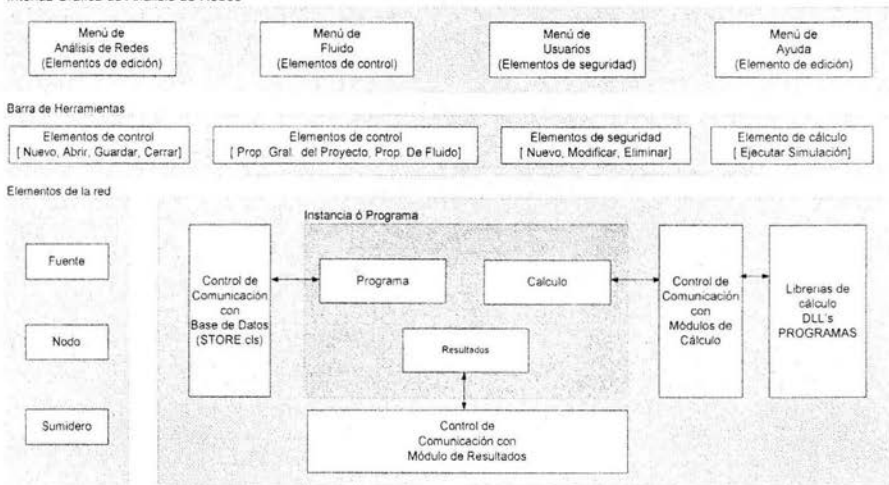 Menú de
Análisis de Redes
(Elementos de edición)
Menú de
Fluido
(Elementos de control)
Menú de
Usuarios
(Elementos de seguridad)
Menú de
Ayuda
(Elemento de edición)
Barra de Herramientas
Elementos de control
[ Nuevo, Abrir, Guardar, Cerrar]
Elementos de control
[ Prop. Gral. del Proyecto, Prop. De Fluido]
Elementos de seguridad
[ Nuevo, Modificar, Eliminar]
Elemento de cálculo
[ Ejecutar Simulación]
Elementos de la red
Fuente
Nodo
Sumidero
Instancia ó Programa
Control de
Comunicación
con
Base de Datos
(STORE.cls)
Programa
Calculo
Resultados
Control de
Comunicación
con
Módulos de
Cálculo
Librerias de
cálculo
DLL's
PROGRAMAS
Control de
Comunicación con
Módulo de Resultados